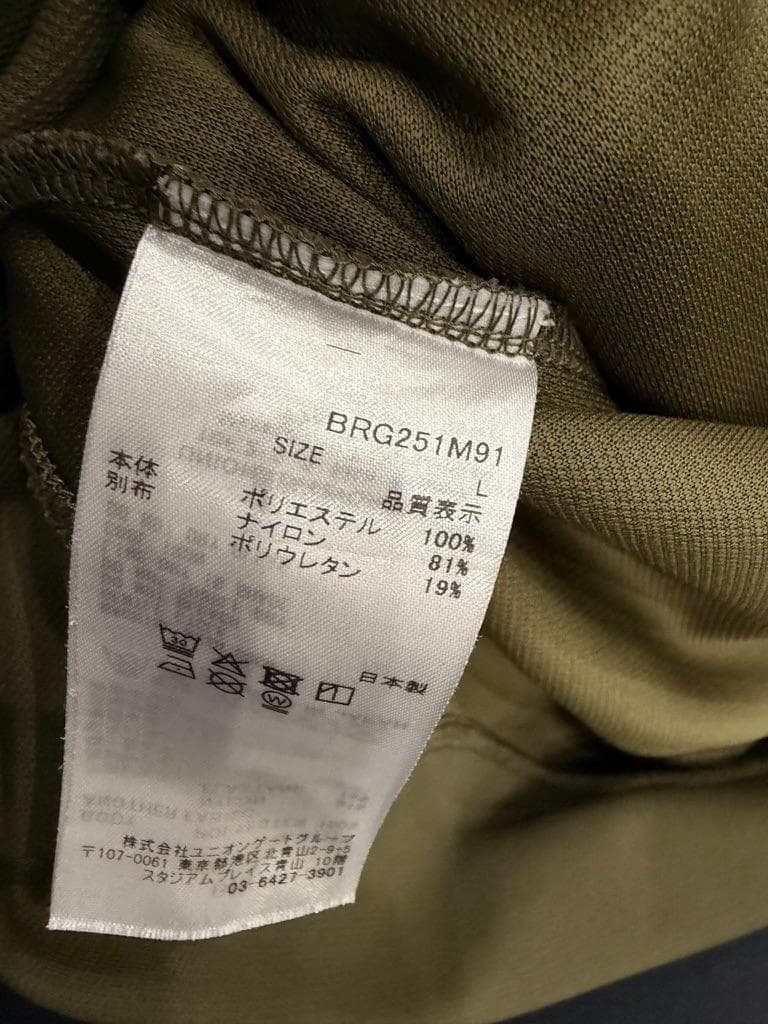 BRG251M91
SIZE L
品質表示
本体 ポリエステル 100%
別布 ナイロン 81%
ポリウレタン 19%
30
W
日本製
株式会社ユニオンゲートグループ
〒107-0061 東京都港区北青山2-9-5
スタジアムプレイス青山 10階
03-6427-3901